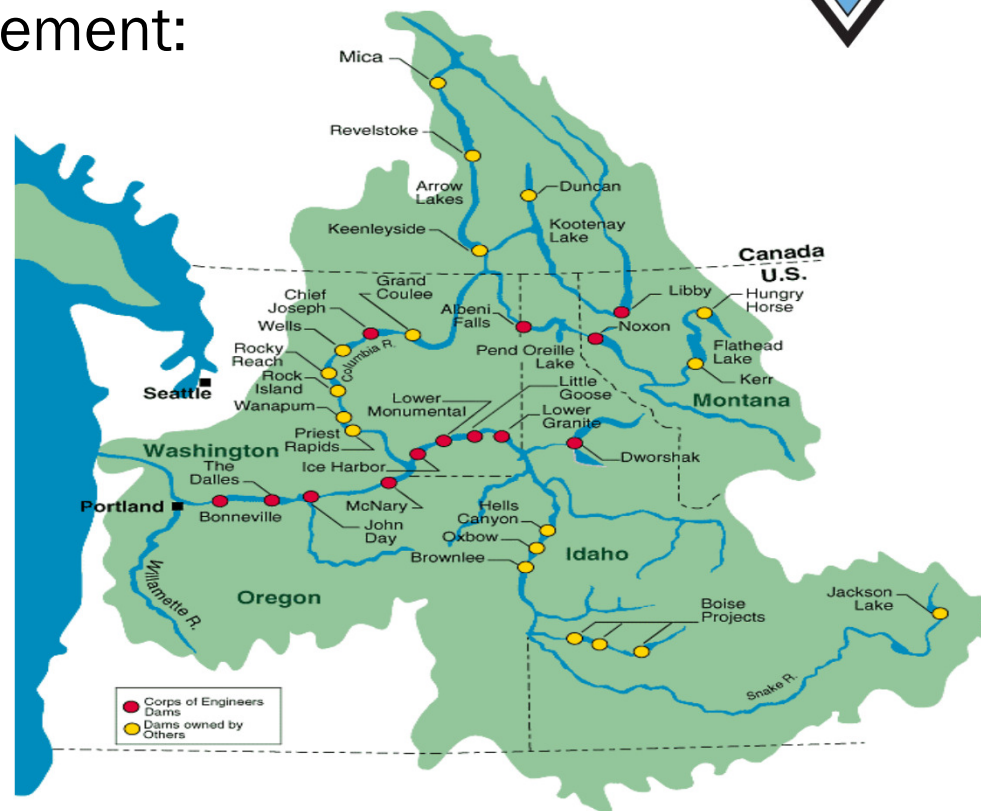 ement:
Mica
Revelstoke
Arrow
Lakes
Duncan
Keenleyside
Kootenay
Lake
Canada
U.S.
Grand
Coulee
Chief
Joseph
Libby
Hungry
Horse
Albeni
Falls
Wells
Noxon
Columbia R.
Rocky
Reach
Pend Oreille
Lake
Flathead
Lake
Rock
Island
Kerr
Seattle
Little
Goose
Lower
Monumental
Montana
Wanapum
Lower
Granite
Priest
Rapids
Washington
Ice Harbor
Dworshak
The
Dalles
Portland
McNary
Hells
Canyon
Bonneville
John
Day
Oxbow
Brownlee
Idaho
Willamette R.
Oregon
Boise
Projects
Jackson
Lake
Snake R.
Corps of Engineers
Dams
Dams owned by
Others